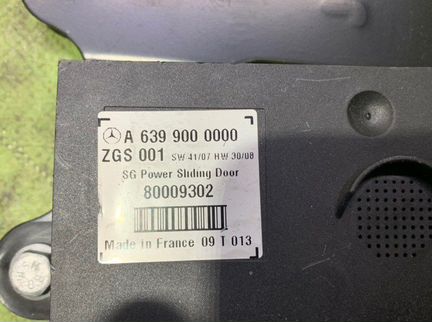 A 639 900 0000
ZGS 001 SW 41/07 HW 30/08
SG Power Sliding Door
80009302
Made in France 09 T 013